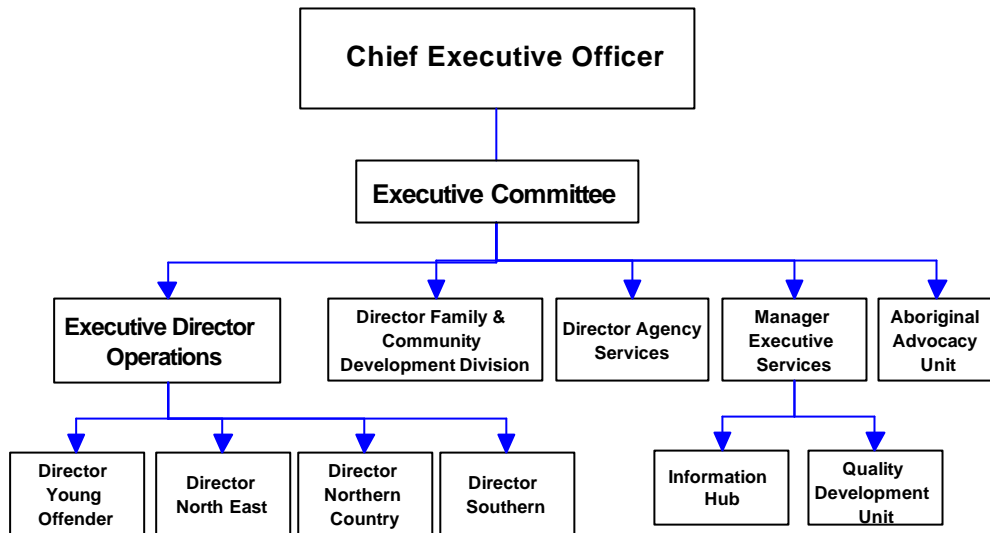 Chief Executive Officer
Executive Committee
Executive Director
Operations
Director Family &
Community
Development Division
Director Agency
Services
Manager
Executive
Services
Aboriginal
Advocacy
Unit
Director
Young
Offender
Director
North East
Director
Northern
Country
Director
Southern
Information
Hub
Quality
Development
Unit